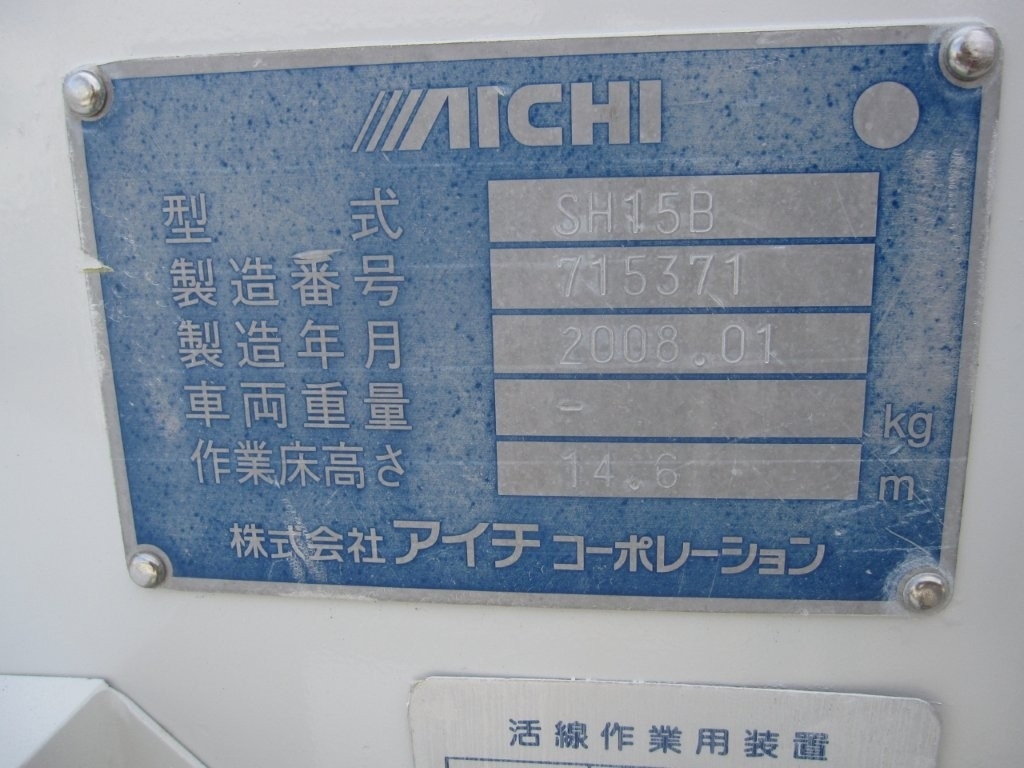 AICHI
型式 SH15B
製造番号 715371
製造年月 2008.01
車両重量 - kg
作業床高さ 14.6 m
株式会社 アイチ コーポレーション
活線作業用装置